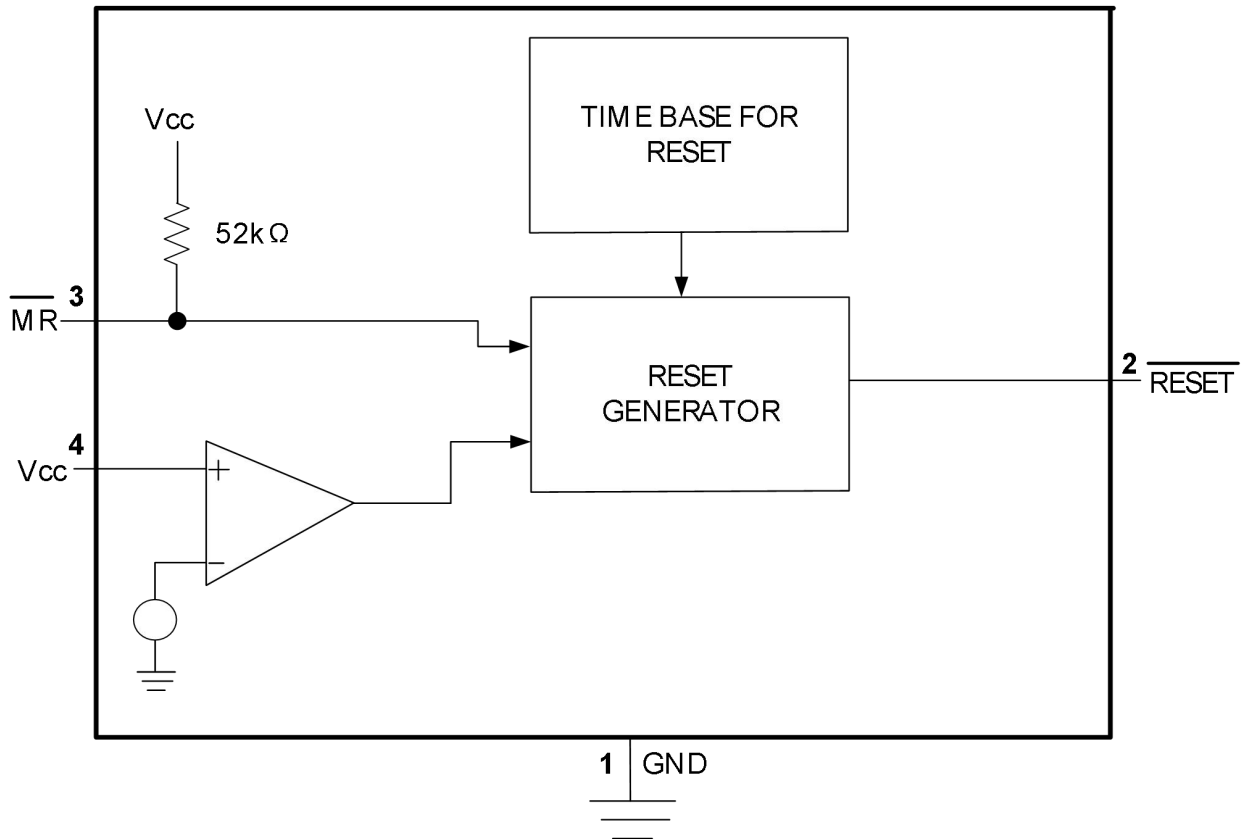 TIME BASE FOR
RESET
Vcc
52kΩ
MR 3
RESET
GENERATOR
2 RESET
4
Vcc
+
−
1 GND